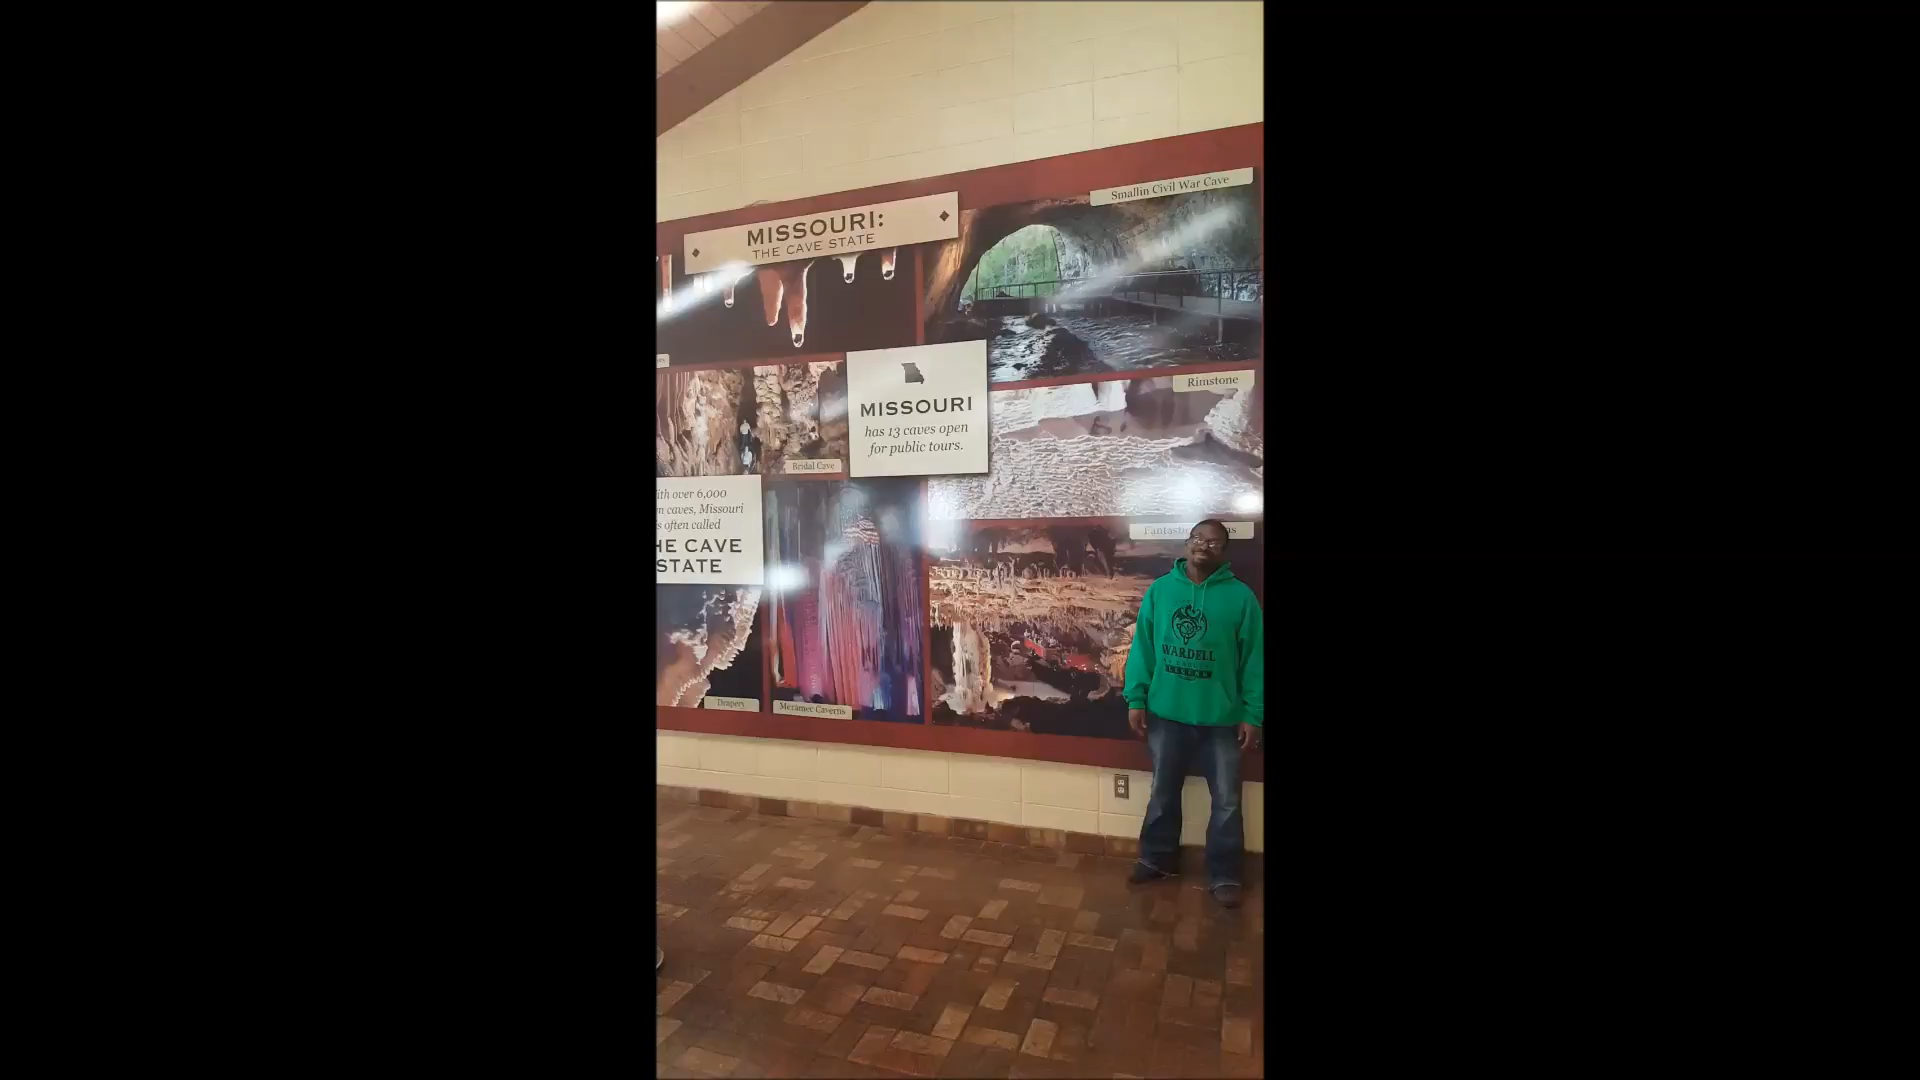 Smallin Civil War Cave
MISSOURI:
THE CAVE STATE
Rimstone
MISSOURI
has 13 caves open
for public tours.
Bridal Cave
ith over 6,000
n caves, Missouri
s often called
HE CAVE
STATE
Drapery
Meramec Caverns
WARDELL